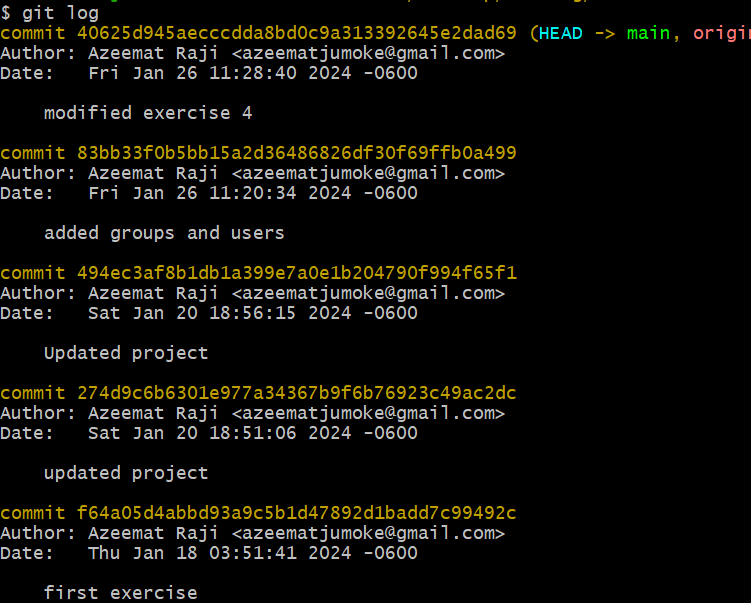 $ git log
commit 40625d945aecccdda8bd0c9a313392645e2dad69 (HEAD -> main,
Author: Azeemat Raji <azeematjumoke@gmail.com>
Date:   Fri Jan 26 11:28:40 2024 -0600
modified exercise 4
commit 83bb33f0b5bb15a2d36486826df30f69ffb0a499
Author: Azeemat Raji <azeematjumoke@gmail.com>
Date:   Fri Jan 26 11:20:34 2024 -0600
added groups and users
commit 494ec3af8b1db1a399e7a0e1b204790f994f65f1
Author: Azeemat Raji <azeematjumoke@gmail.com>
Date:   Sat Jan 20 18:56:15 2024 -0600
Updated project
commit 274d9c6b6301e977a34367b9f6b76923c49ac2dc
Author: Azeemat Raji <azeematjumoke@gmail.com>
Date:   Sat Jan 20 18:51:06 2024 -0600
updated project
commit f64a05d4abbd93a9c5b1d47892d1badd7c99492c
Author: Azeemat Raji <azeematjumoke@gmail.com>
Date:   Thu Jan 18 03:51:41 2024 -0600
first exercise